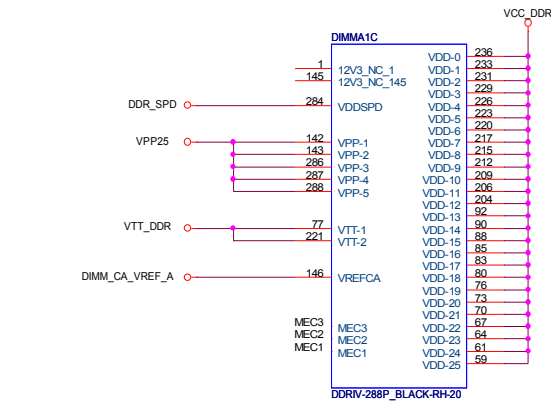 VCC_DDR
DIMMA1C
1 12V3_NC_1
145 12V3_NC_145
DDR_SPD 284 VDDSPD
VPP25 142 VPP-1
143 VPP-2
286 VPP-3
287 VPP-4
288 VPP-5
VTT_DDR 77 VTT-1
221 VTT-2
DIMM_CA_VREF_A 146 VREFCA
MEC3 MEC3
MEC2 MEC2
MEC1 MEC1
VDD-0 236
VDD-1 233
VDD-2 231
VDD-3 229
VDD-4 226
VDD-5 223
VDD-6 220
VDD-7 217
VDD-8 215
VDD-9 212
VDD-10 209
VDD-11 206
VDD-12 204
VDD-13 92
VDD-14 90
VDD-15 88
VDD-16 85
VDD-17 83
VDD-18 80
VDD-19 76
VDD-20 73
VDD-21 70
VDD-22 67
VDD-23 64
VDD-24 61
VDD-25 59
DDRIV-288P_BLACK-RH-20